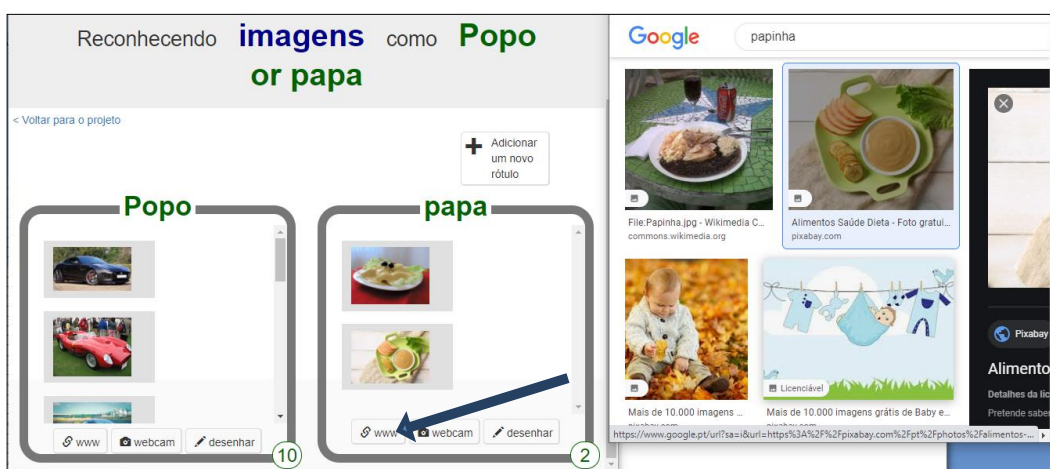 Reconhecendo imagens como Popo
or papa
< Voltar para o projeto
Adicionar
um novo
rótulo
Popo
www
webcam
desenhar
10
papa
www
webcam
desenhar
2
Google
papinha
File:Papinha.jpg - Wikimedia C...
commons.wikimedia.org
Alimentos Saúde Dieta - Foto gratui...
pixabay.com
Mais de 10.000 imagens ...
Licenciável
Mais de 10.000 imagens grátis de Baby e...
https://www.google.pt/url?sa=i&url=https%3A%2F%2Fpixabay.com%2Fpt%2Fphotos%2Falimentos-...
Pixabay
Alimento
Detalhes da lic
Pretende saber